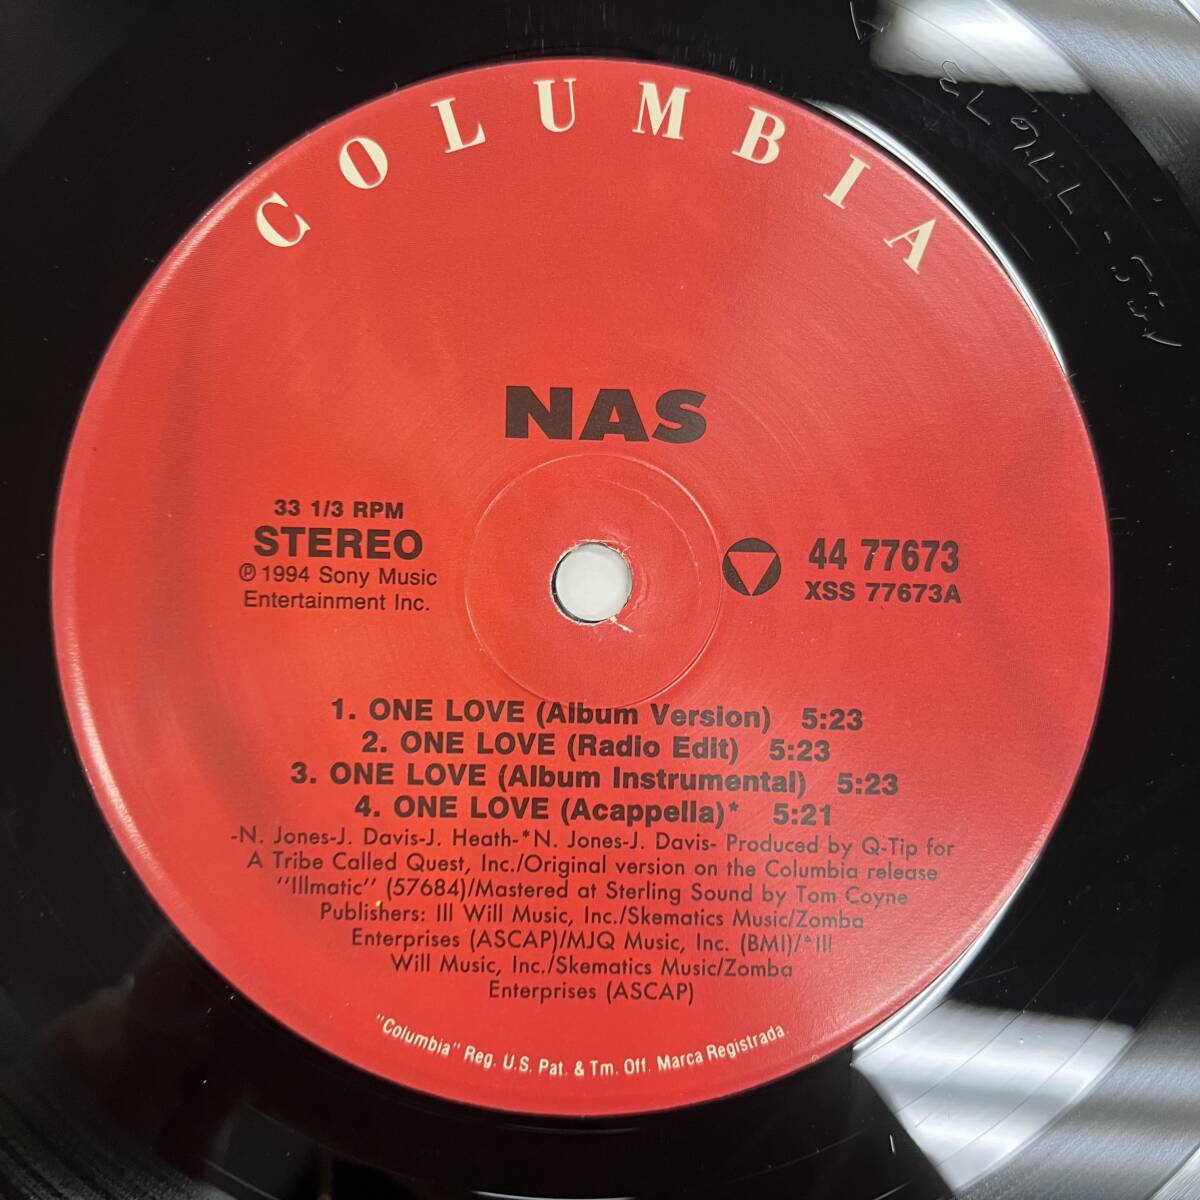 COLUMBIA
NAS
33 1/3 RPM
STEREO
℗ 1994 Sony Music
Entertainment Inc.
44 77673
XSS 77673A
1. ONE LOVE (Album Version) 5:23
2. ONE LOVE (Radio Edit) 5:23
3. ONE LOVE (Album Instrumental) 5:23
4. ONE LOVE (Acappella)* 5:21
-N. Jones-J. Davis-J. Heath-*N. Jones-J. Davis- Produced by Q-Tip for
A Tribe Called Quest, Inc./Original version on the Columbia release
"Illmatic" (57684)/Mastered at Sterling Sound by Tom Coyne
Publishers: Ill Will Music, Inc./Skematics Music/Zomba
Enterprises (ASCAP)/MJQ Music, Inc. (BMI)/*Ill
Will Music, Inc./Skematics Music/Zomba
Enterprises (ASCAP)
"Columbia" Reg. U.S. Pat. & Tm. Off. Marca Registrada.